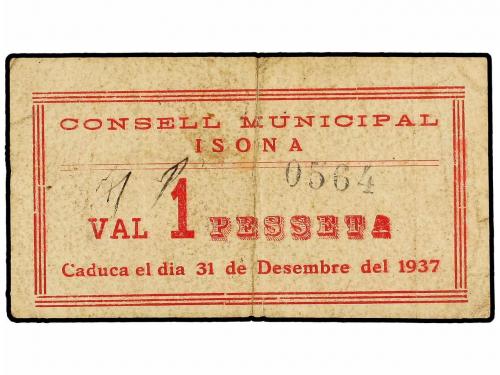 CONSELL MUNICIPAL
ISONA
0564
VAL 1 PESSETA
Caduca el dia 31 de Desembre del 1937